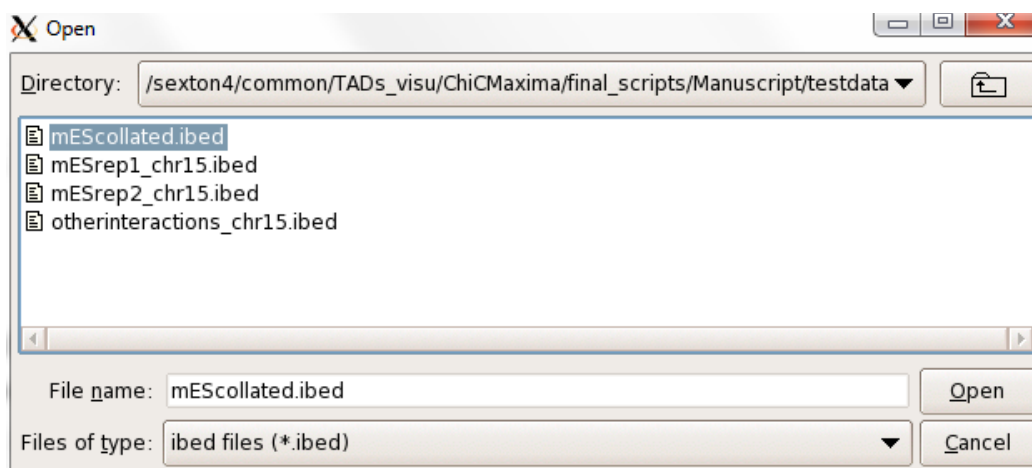 Open
Directory: /sexton4/common/TADs_visu/ChiCMaxima/final_scripts/Manuscript/testdata
mEScollated.ibed
mESrep1_chr15.ibed
mESrep2_chr15.ibed
otherinteractions_chr15.ibed
File name: mEScollated.ibed Open
Files of type: ibed files (*.ibed) Cancel